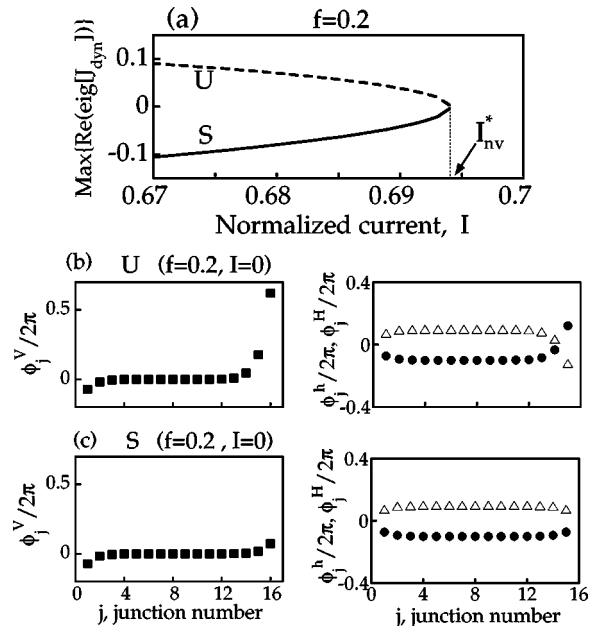 (a) f=0.2
Max{Re(eig[J_dyn])}
0.1
0
-0.1
U
S
I*_nv
0.67 0.68 0.69 0.7
Normalized current, I
(b) U (f=0.2, I=0)
ϕ_j^V/2π
0.5
0
ϕ_j^h/2π, ϕ_j^H/2π
0.4
0
-0.4
(c) S (f=0.2 , I=0)
ϕ_j^V/2π
0.5
0
0 4 8 12 16
j, junction number
ϕ_j^h/2π, ϕ_j^H/2π
0.4
0
-0.4
0 4 8 12 16
j, junction number